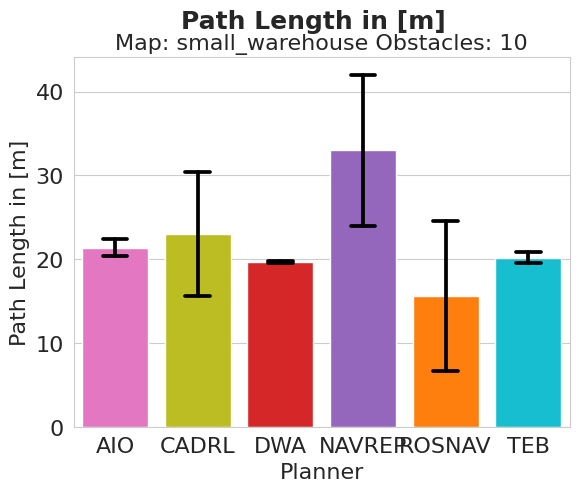 Path Length in [m]
Map: small_warehouse Obstacles: 10
Path Length in [m]
40
30
20
10
0
AIO CADRL DWA NAVREP ROSNAV TEB
Planner